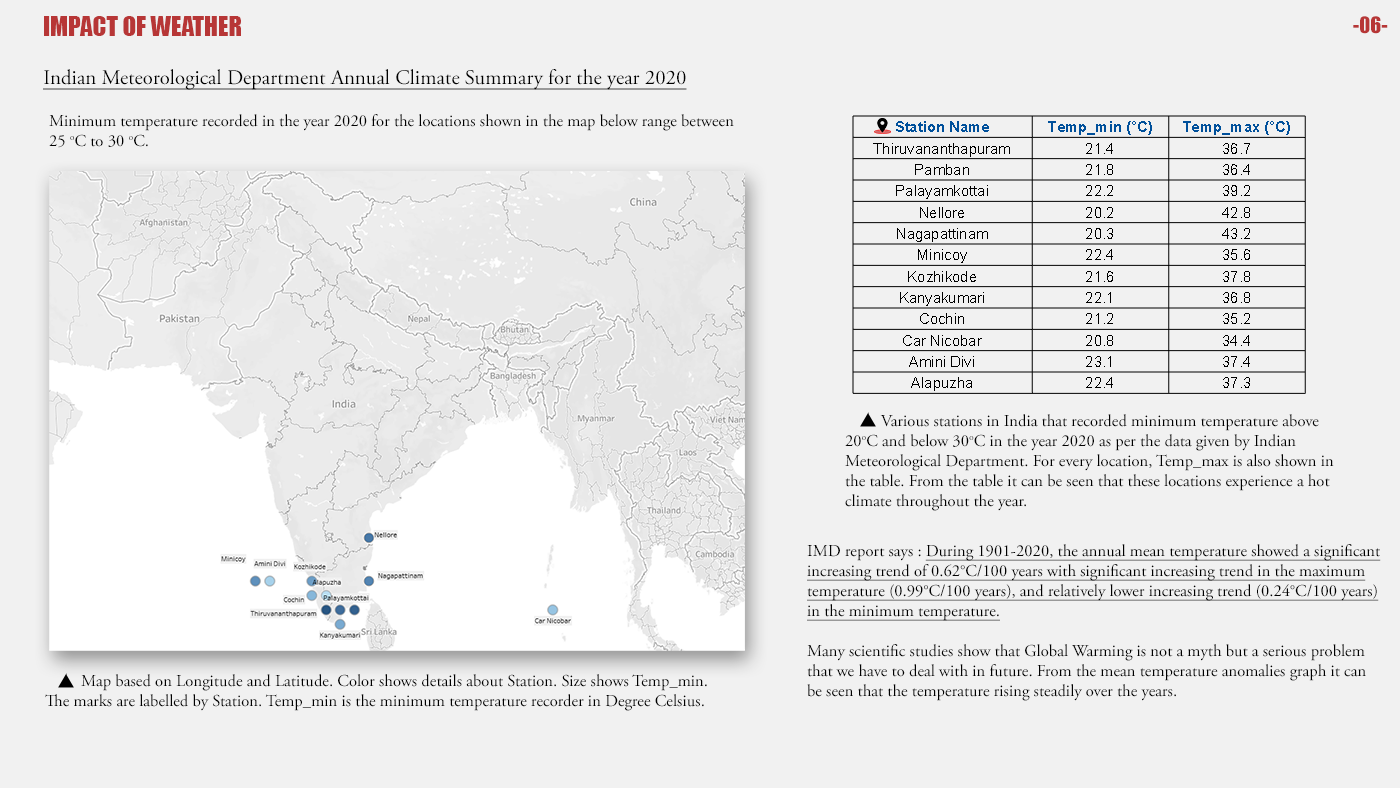 IMPACT OF WEATHER
-06-
Indian Meteorological Department Annual Climate Summary for the year 2020
Minimum temperature recorded in the year 2020 for the locations shown in the map below range between
25 °C to 30 °C.
China
Afghanistan
Pakistan
Nepal
Bhutan
Bangladesh
India
Myanmar
Viet Nam
Laos
Thailand
Cambodia
Nellore
Minicoy
Amini Divi
Kozhikode
Nagapattinam
Alapuzha
Cochin
Palayamkottai
Thiruvananthapuram
Car Nicobar
Kanyakumari
Sri Lanka
▲ Map based on Longitude and Latitude. Color shows details about Station. Size shows Temp_min.
The marks are labelled by Station. Temp_min is the minimum temperature recorder in Degree Celsius.
Station Name Temp_min (°C) Temp_max (°C)
Thiruvananthapuram 21.4 36.7
Pamban 21.8 36.4
Palayamkottai 22.2 39.2
Nellore 20.2 42.8
Nagapattinam 20.3 43.2
Minicoy 22.4 35.6
Kozhikode 21.6 37.8
Kanyakumari 22.1 36.8
Cochin 21.2 35.2
Car Nicobar 20.8 34.4
Amini Divi 23.1 37.4
Alapuzha 22.4 37.3
▲ Various stations in India that recorded minimum temperature above
20°C and below 30°C in the year 2020 as per the data given by Indian
Meteorological Department. For every location, Temp_max is also shown in
the table. From the table it can be seen that these locations experience a hot
climate throughout the year.
IMD report says : During 1901-2020, the annual mean temperature showed a significant
increasing trend of 0.62°C/100 years with significant increasing trend in the maximum
temperature (0.99°C/100 years), and relatively lower increasing trend (0.24°C/100 years)
in the minimum temperature.
Many scientific studies show that Global Warming is not a myth but a serious problem
that we have to deal with in future. From the mean temperature anomalies graph it can
be seen that the temperature rising steadily over the years.